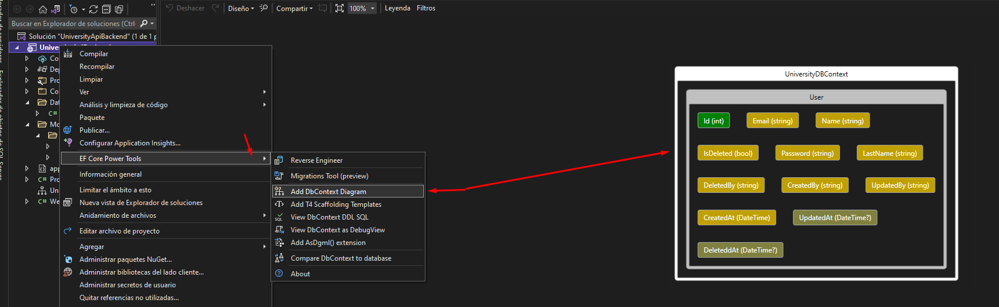 Deshacer
Diseño
Compartir
100%
Leyenda
Filtros
Buscar en Explorador de soluciones (Ctrl-
Solución "UniversityApiBackend" (1 de 1 p
Co
Dep
Pro
Co
Dat
C#
Mo
app
C# Pro
Un
C# We
Compilar
Recompilar
Limpiar
Ver
Análisis y limpieza de código
Paquete
Publicar...
Configurar Application Insights...
EF Core Power Tools
Información general
Limitar el ámbito a esto
Nueva vista de Explorador de soluciones
Anidamiento de archivos
Editar archivo de proyecto
Agregar
Administrar paquetes NuGet...
Administrar bibliotecas del lado cliente...
Administrar secretos de usuario
Quitar referencias no utilizadas...
Reverse Engineer
Migrations Tool (preview)
Add DbContext Diagram
Add T4 Scaffolding Templates
View DbContext DDL SQL
View DbContext as DebugView
Add AsDgml() extension
Compare DbContext to database
About
UniversityDBContext
User
Id (int)
Email (string)
Name (string)
IsDeleted (bool)
Password (string)
LastName (string)
DeletedBy (string)
CreatedBy (string)
UpdatedBy (string)
CreatedAt (DateTime)
UpdatedAt (DateTime?)
DeleteddAt (DateTime?)